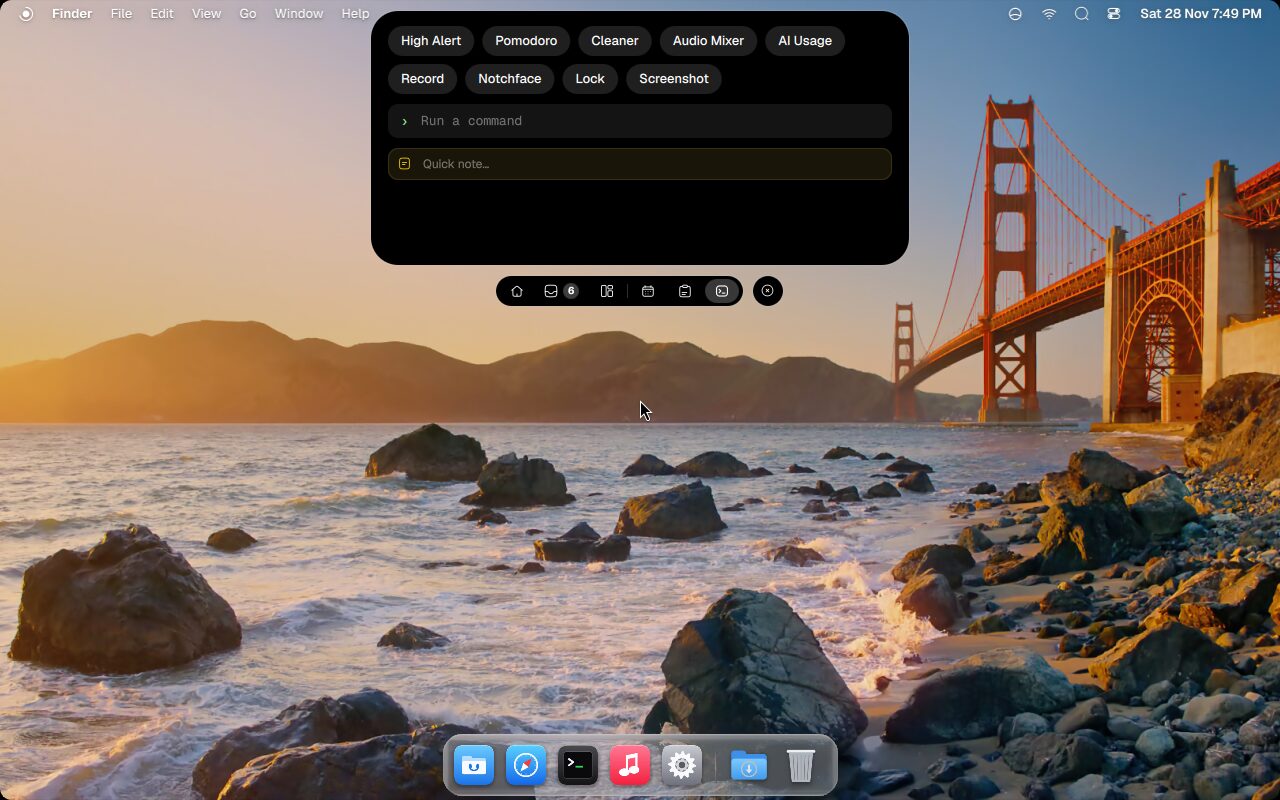 Finder File Edit View Go Window Help Sat 28 Nov 7:49 PM
High Alert Pomodoro Cleaner Audio Mixer AI Usage
Record Notchface Lock Screenshot
› Run a command
Quick note…
6